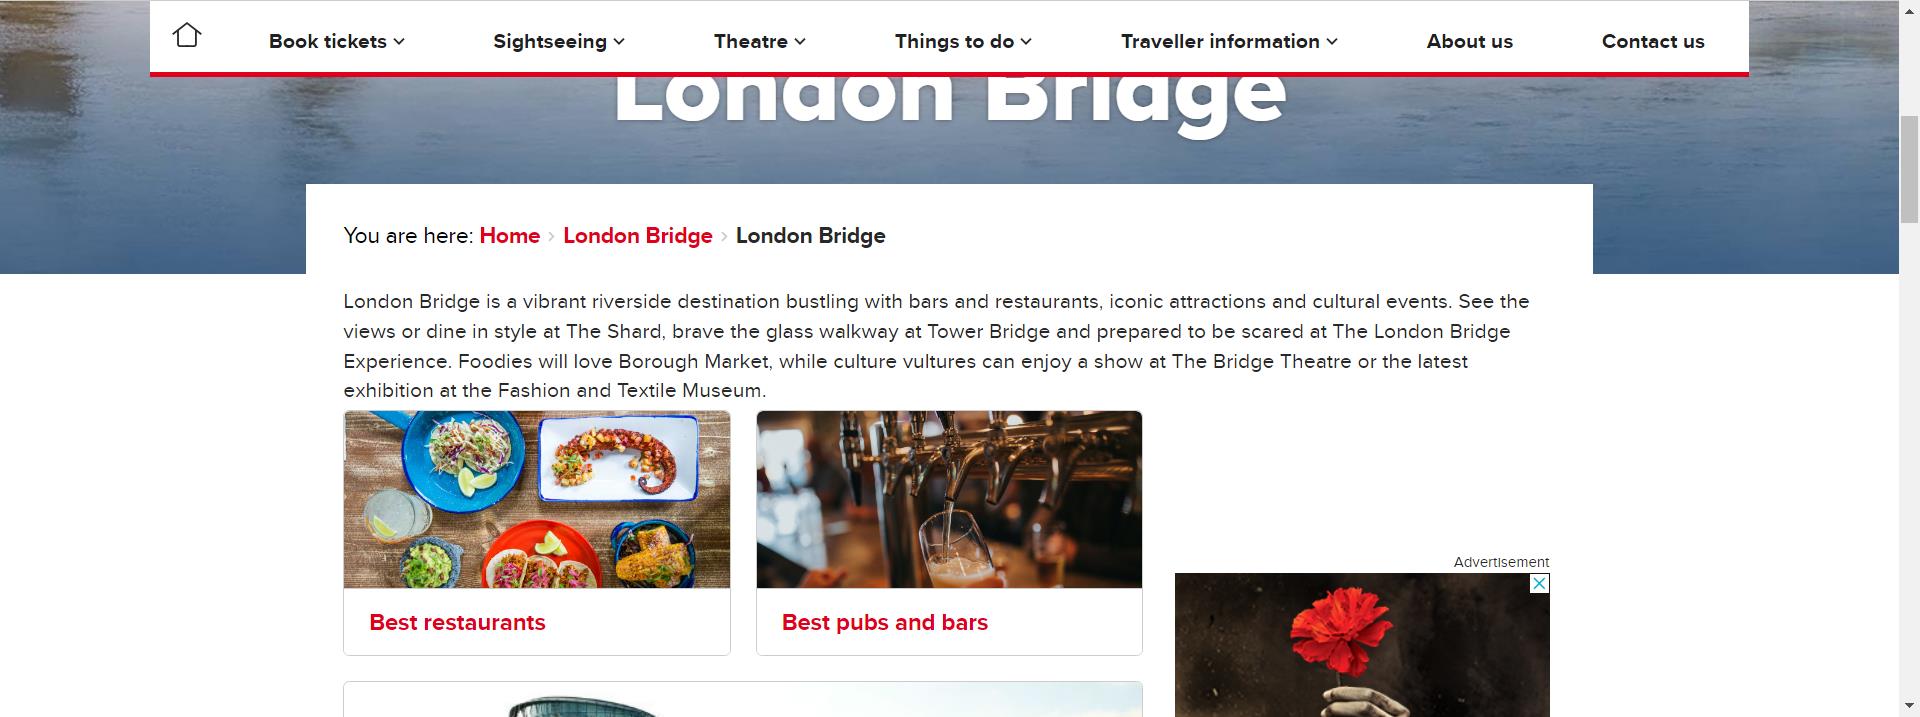 Book tickets
Sightseeing
Theatre
Things to do
Traveller information
About us
Contact us
London Bridge
You are here: Home › London Bridge › London Bridge
London Bridge is a vibrant riverside destination bustling with bars and restaurants, iconic attractions and cultural events. See the
views or dine in style at The Shard, brave the glass walkway at Tower Bridge and prepared to be scared at The London Bridge
Experience. Foodies will love Borough Market, while culture vultures can enjoy a show at The Bridge Theatre or the latest
exhibition at the Fashion and Textile Museum.
Best restaurants
Best pubs and bars
Advertisement